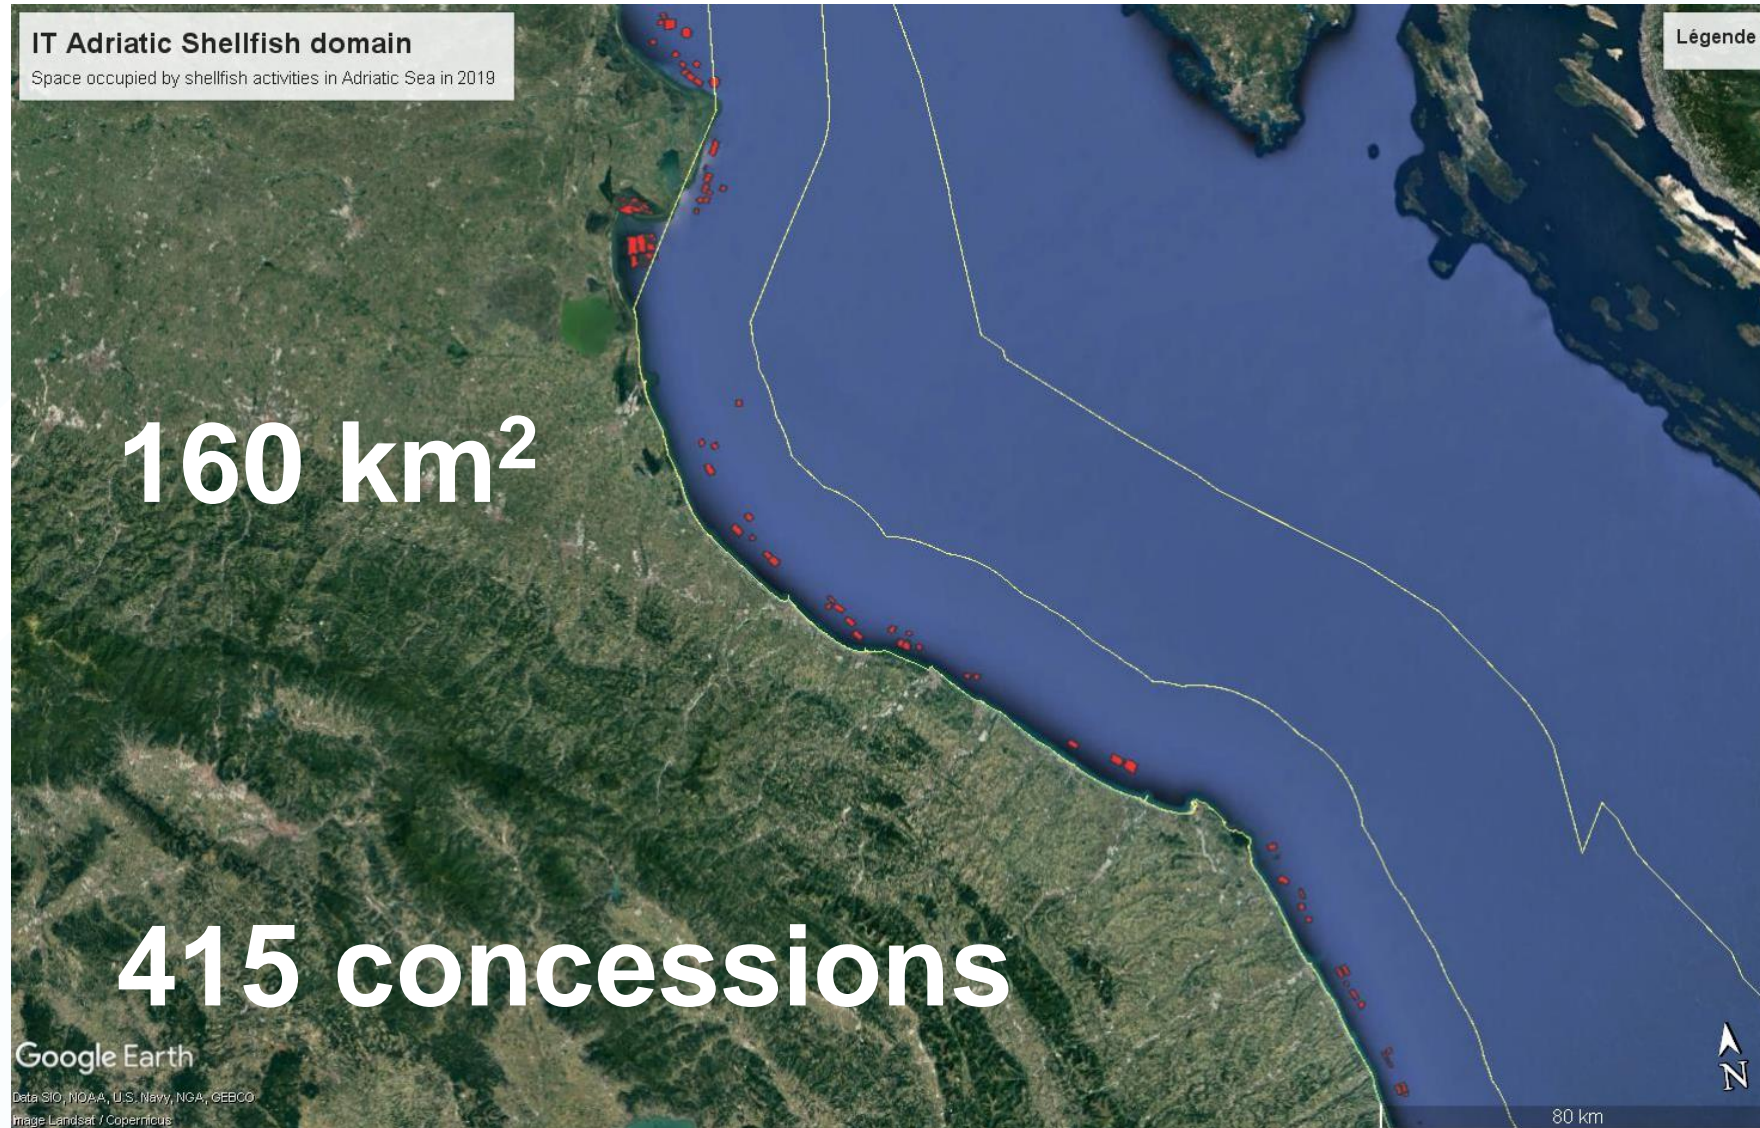 IT Adriatic Shellfish domain
Space occupied by shellfish activities in Adriatic Sea in 2019
Légende
160 km²
415 concessions
Google Earth
Data SIO, NOAA, U.S. Navy, NGA, GEBCO
Image Landsat / Copernicus
N
80 km